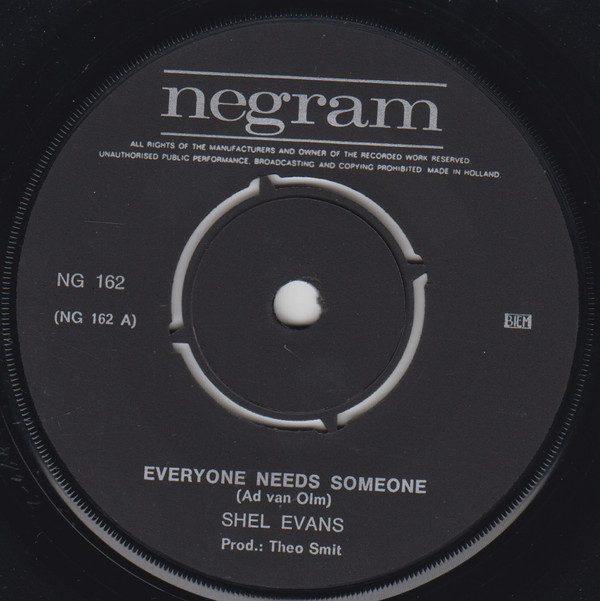 negram
ALL RIGHTS OF THE MANUFACTURERS AND OWNER OF THE RECORDED WORK RESERVED.
UNAUTHORISED PUBLIC PERFORMANCE, BROADCASTING AND COPYING PROHIBITED MADE IN HOLLAND.
NG 162
(NG 162 A)
BIEM
EVERYONE NEEDS SOMEONE
(Ad van Olm)
SHEL EVANS
Prod.: Theo Smit